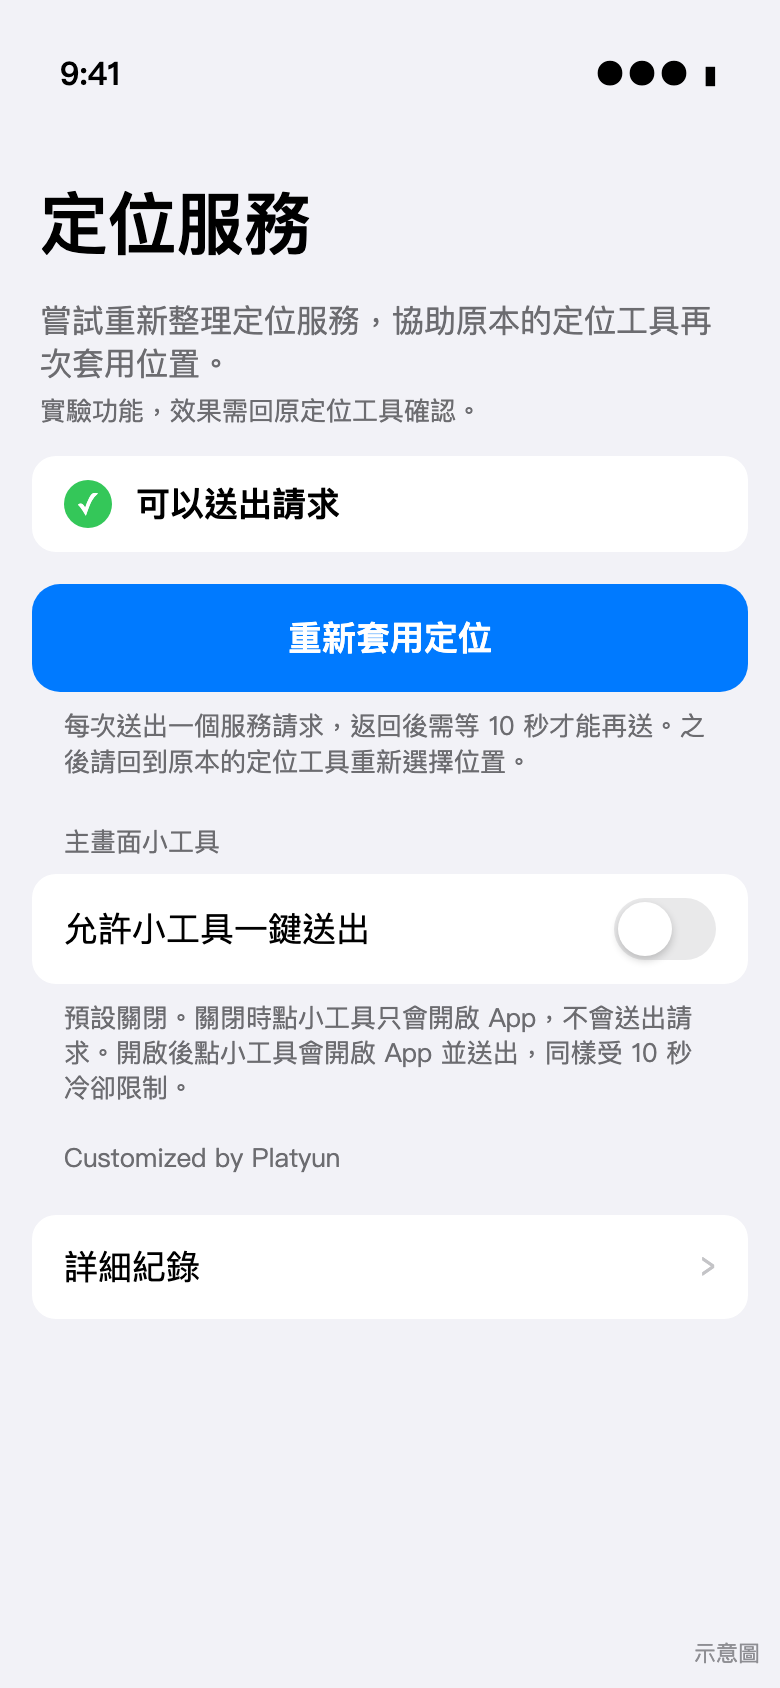 9:41
定位服務
嘗試重新整理定位服務，協助原本的定位工具再
次套用位置。
實驗功能，效果需回原定位工具確認。
可以送出請求
重新套用定位
每次送出一個服務請求，返回後需等 10 秒才能再送。之
後請回到原本的定位工具重新選擇位置。
主畫面小工具
允許小工具一鍵送出
預設關閉。關閉時點小工具只會開啟 App，不會送出請
求。開啟後點小工具會開啟 App 並送出，同樣受 10 秒
冷卻限制。
Customized by Platyun
詳細紀錄
示意圖